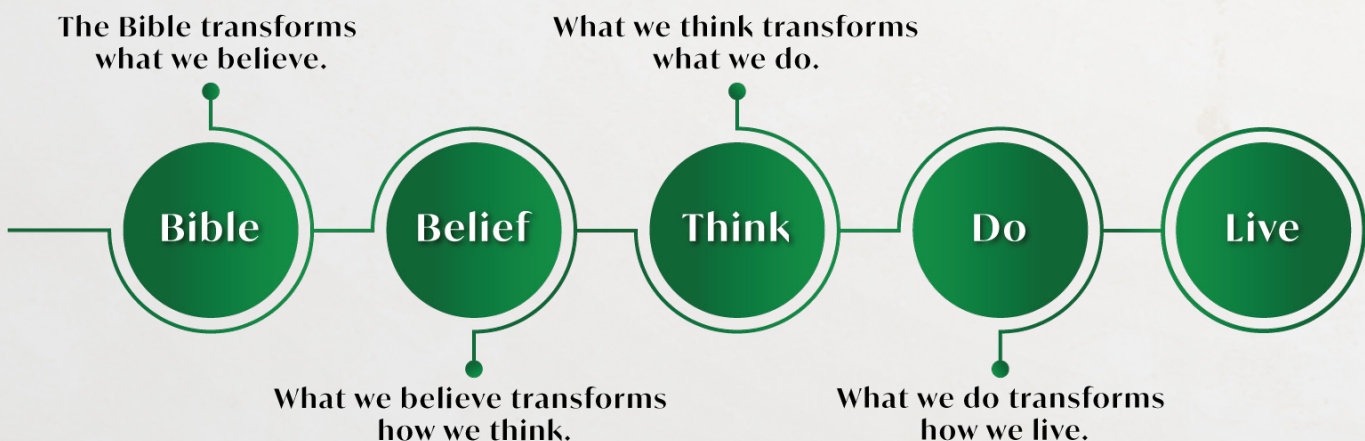 The Bible transforms
what we believe.
What we think transforms
what we do.
Bible
Belief
Think
Do
Live
What we believe transforms
how we think.
What we do transforms
how we live.